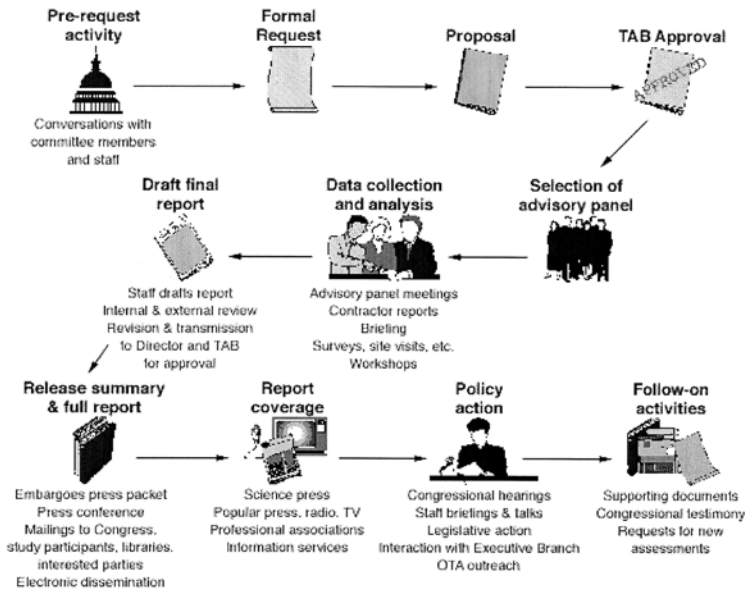 Pre-request
activity
Conversations with
committee members
and staff
Formal
Request
Proposal
TAB Approval
APPROVED
Selection of
advisory panel
Data collection
and analysis
Advisory panel meetings
Contractor reports
Briefing
Surveys, site visits, etc.
Workshops
Draft final
report
Staff drafts report
Internal & external review
Revision & transmission
to Director and TAB
for approval
Release summary
& full report
Embargoes press packet
Press conference
Mailings to Congress,
study participants, libraries,
interested parties
Electronic dissemination
Report
coverage
Science press
Popular press, radio, TV
Professional associations
Information services
Policy
action
Congressional hearings
Staff briefings & talks
Legislative action
Interaction with Executive Branch
OTA outreach
Follow-on
activities
Supporting documents
Congressional testimony
Requests for new
assessments